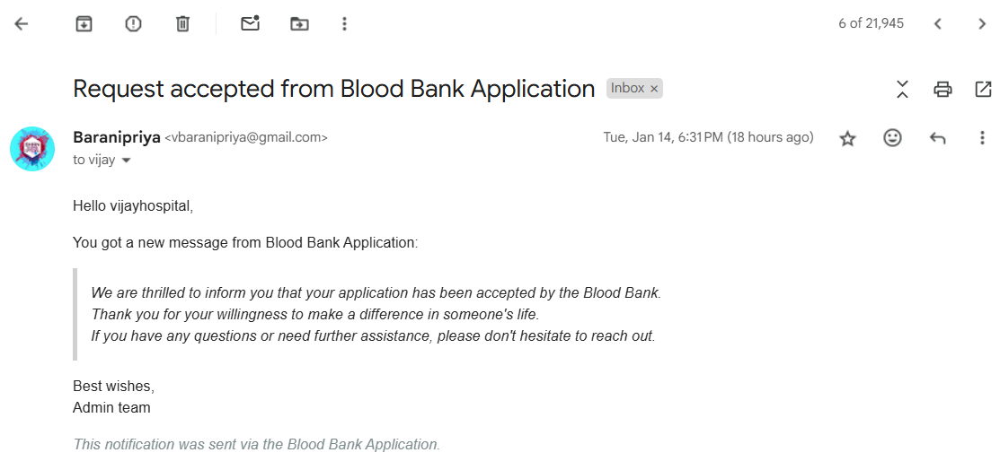 6 of 21,945
Request accepted from Blood Bank Application Inbox ×
Baranipriya <vbaranipriya@gmail.com> Tue, Jan 14, 6:31 PM (18 hours ago)
to vijay
Hello vijayhospital,
You got a new message from Blood Bank Application:
We are thrilled to inform you that your application has been accepted by the Blood Bank.
Thank you for your willingness to make a difference in someone's life.
If you have any questions or need further assistance, please don't hesitate to reach out.
Best wishes,
Admin team
This notification was sent via the Blood Bank Application.